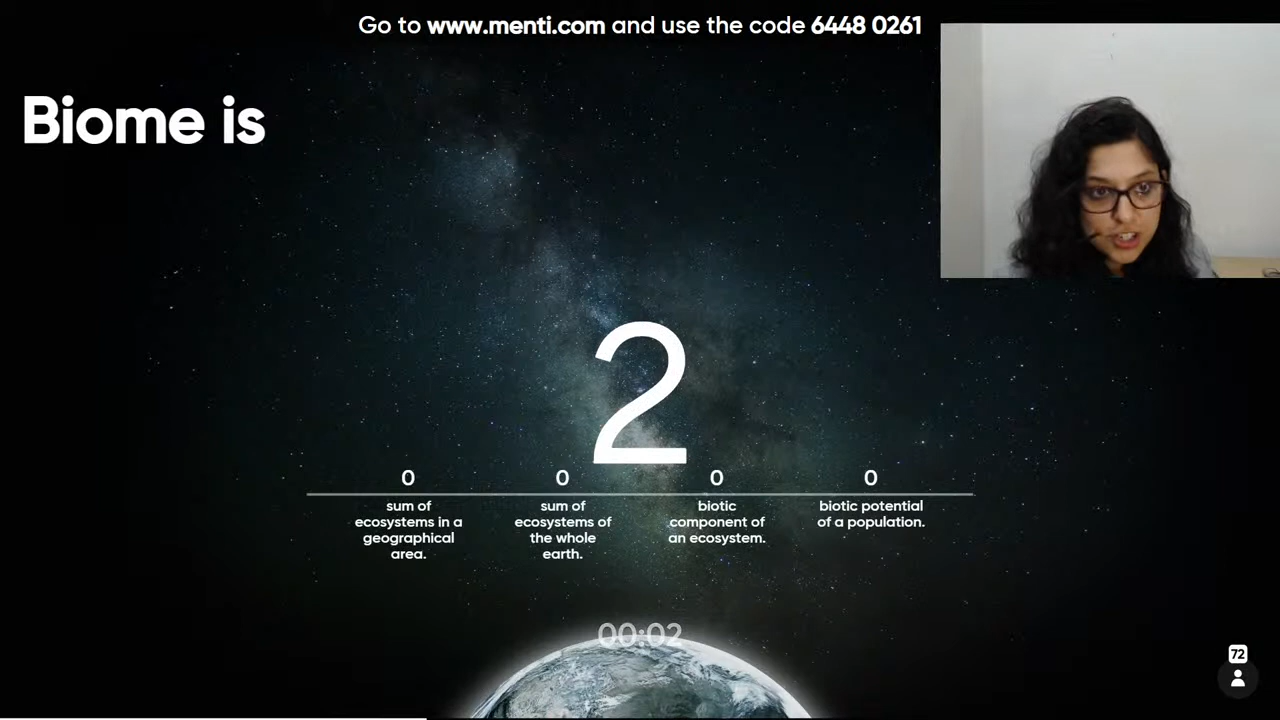 Go to www.menti.com and use the code 6448 0261
Biome is
2
0
0
0
0
sum of
ecosystems in a
geographical
area.
sum of
ecosystems of
the whole
earth.
biotic
component of
an ecosystem.
biotic potential
of a population.
00:02
72